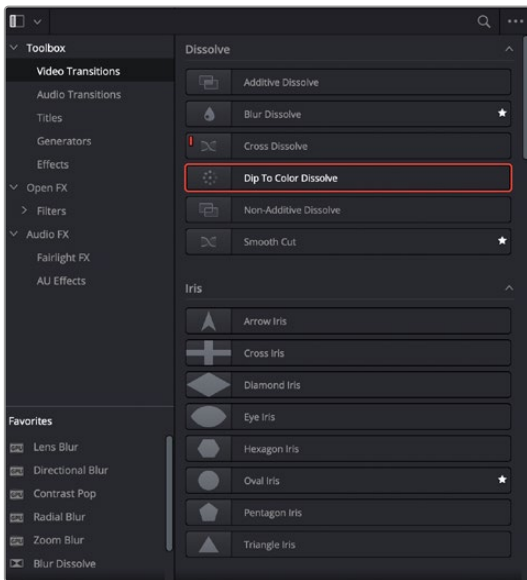 Toolbox
Video Transitions
Audio Transitions
Titles
Generators
Effects
Open FX
Filters
Audio FX
Fairlight FX
AU Effects
Favorites
Lens Blur
Directional Blur
Contrast Pop
Radial Blur
Zoom Blur
Blur Dissolve
Dissolve
Additive Dissolve
Blur Dissolve
Cross Dissolve
Dip To Color Dissolve
Non-Additive Dissolve
Smooth Cut
Iris
Arrow Iris
Cross Iris
Diamond Iris
Eye Iris
Hexagon Iris
Oval Iris
Pentagon Iris
Triangle Iris